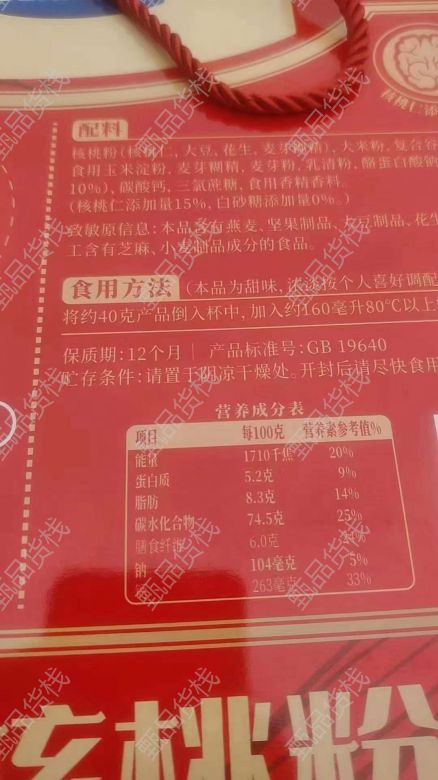 核桃仁添
配料
核桃粉(核桃仁,大豆,花生,麦芽糊精),大米粉,复合谷
食用玉米淀粉,麦芽糊精,麦芽粉,乳清粉,酪蛋白酸钠
10%),碳酸钙,三氯蔗糖,食用香精香料。
(核桃仁添加量15%,白砂糖添加量0%。)
致敏原信息:本品含有燕麦、坚果制品、大豆制品,花生
工含有芝麻、小麦制品成分的食品。
食用方法 (本品为甜味,浓淡按个人喜好调配
将约40克产品倒入杯中,加入约160毫升80°C以上
保质期:12个月 | 产品标准号:GB 19640
贮存条件:请置于阴凉干燥处。开封后请尽快食用
营养成分表
项目 每100克 营养素参考值%
能量 1710千焦 20%
蛋白质 5.2克 9%
脂肪 8.3克 14%
碳水化合物 74.5克 25%
膳食纤维 6.0克 24%
钠 104毫克 5%
263毫克 33%
核桃粉
甄品货栈